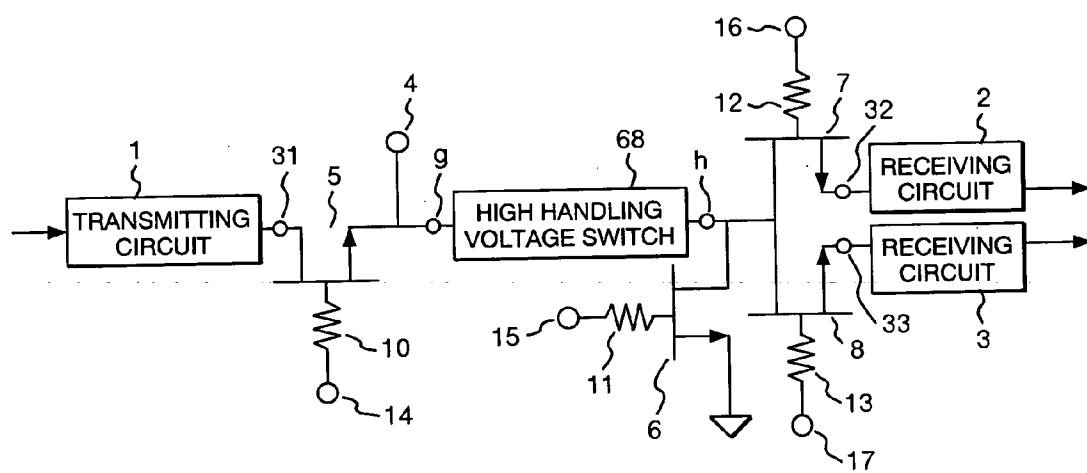 16
4
12
7
32
2
1
31
5
g
68
h
RECEIVING
CIRCUIT
TRANSMITTING
CIRCUIT
HIGH HANDLING
VOLTAGE SWITCH
RECEIVING
CIRCUIT
15
10
11
6
8
33
3
14
13
17